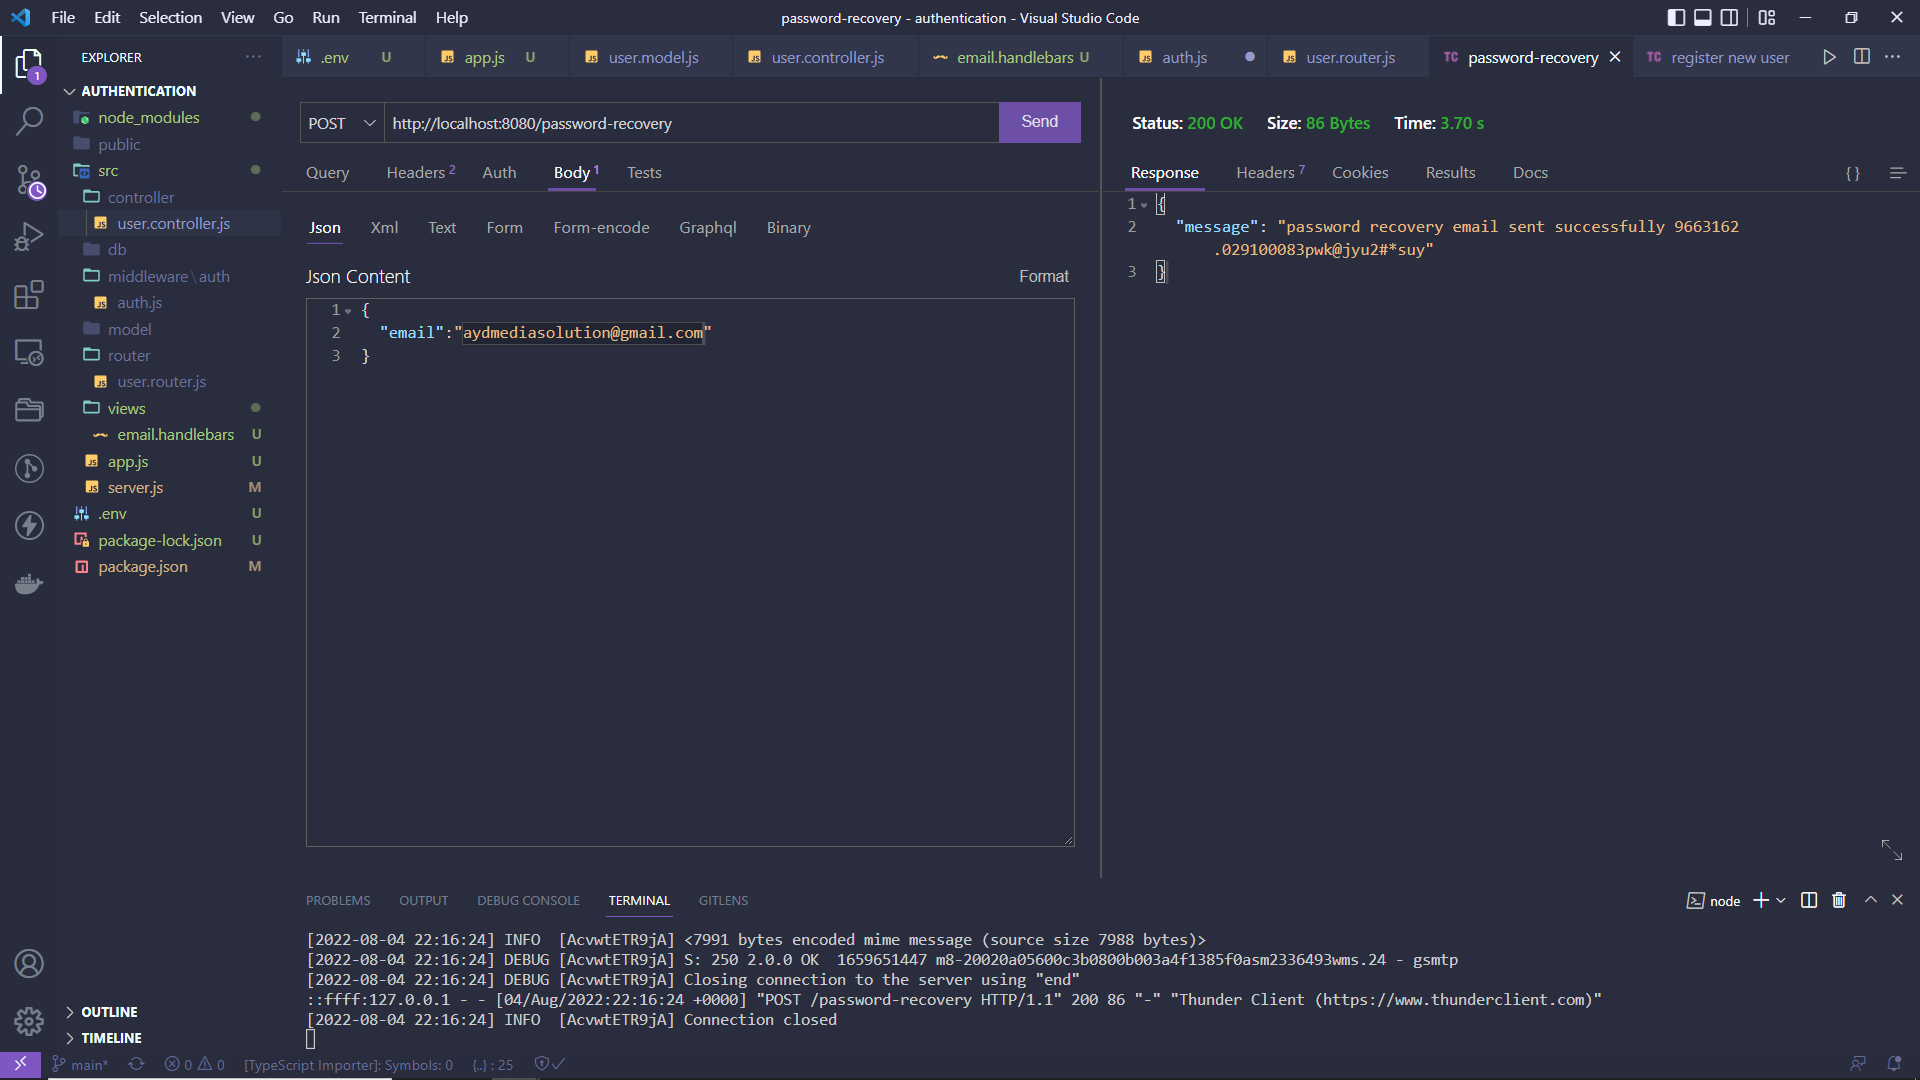 File Edit Selection View Go Run Terminal Help
password-recovery - authentication - Visual Studio Code
EXPLORER
.env U
app.js U
user.model.js
user.controller.js
email.handlebars U
auth.js
user.router.js
TC password-recovery
TC register new user
1
AUTHENTICATION
node_modules
public
src
controller
user.controller.js
db
middleware \ auth
auth.js
model
router
user.router.js
views
email.handlebars U
app.js U
server.js M
.env U
package-lock.json U
package.json M
OUTLINE
TIMELINE
POST
http://localhost:8080/password-recovery
Send
Query Headers 2 Auth Body 1 Tests
Json Xml Text Form Form-encode Graphql Binary
Json Content
Format
1 {
2 "email":"aydmediasolution@gmail.com"
3 }
Status: 200 OK Size: 86 Bytes Time: 3.70 s
Response Headers 7 Cookies Results Docs {}
1 {
2 "message": "password recovery email sent successfully 9663162
.029100083pwk@jyu2#*suy"
3 }
PROBLEMS OUTPUT DEBUG CONSOLE TERMINAL GITLENS
node
[2022-08-04 22:16:24] INFO [AcvwtETR9jA] <7991 bytes encoded mime message (source size 7988 bytes)>
[2022-08-04 22:16:24] DEBUG [AcvwtETR9jA] S: 250 2.0.0 OK 1659651447 m8-20020a05600c3b0800b003a4f1385f0asm2336493wms.24 - gsmtp
[2022-08-04 22:16:24] DEBUG [AcvwtETR9jA] Closing connection to the server using "end"
::ffff:127.0.0.1 - - [04/Aug/2022:22:16:24 +0000] "POST /password-recovery HTTP/1.1" 200 86 "-" "Thunder Client (https://www.thunderclient.com)"
[2022-08-04 22:16:24] INFO [AcvwtETR9jA] Connection closed
main* 0 0 [TypeScript Importer]: Symbols: 0 {..} : 25